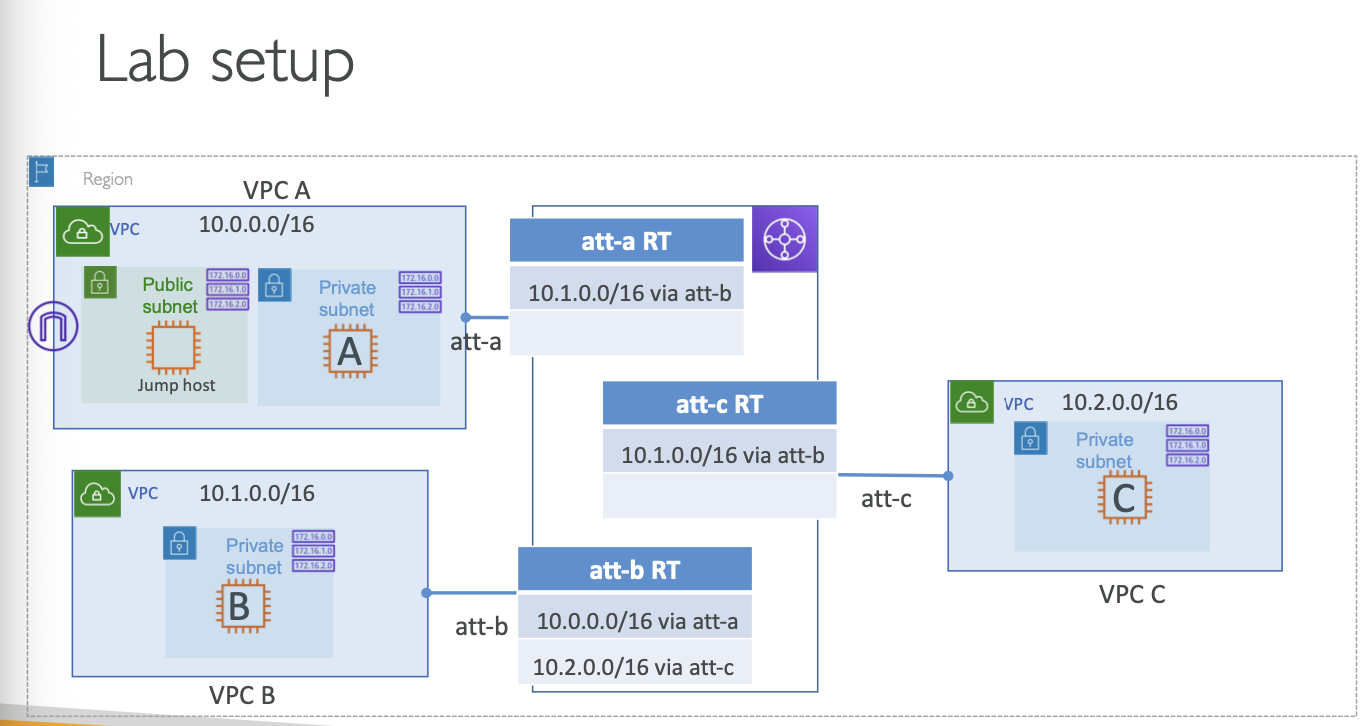 Lab setup
Region
VPC A
VPC
10.0.0.0/16
Public
subnet
172.16.0.0
172.16.1.0
172.16.2.0
Jump host
Private
subnet
172.16.0.0
172.16.1.0
172.16.2.0
A
att-a
att-a RT
10.1.0.0/16 via att-b
att-c RT
10.1.0.0/16 via att-b
att-c
VPC
10.2.0.0/16
Private
subnet
172.16.0.0
172.16.1.0
172.16.2.0
C
VPC C
VPC
10.1.0.0/16
Private
subnet
172.16.0.0
172.16.1.0
172.16.2.0
B
VPC B
att-b
att-b RT
10.0.0.0/16 via att-a
10.2.0.0/16 via att-c